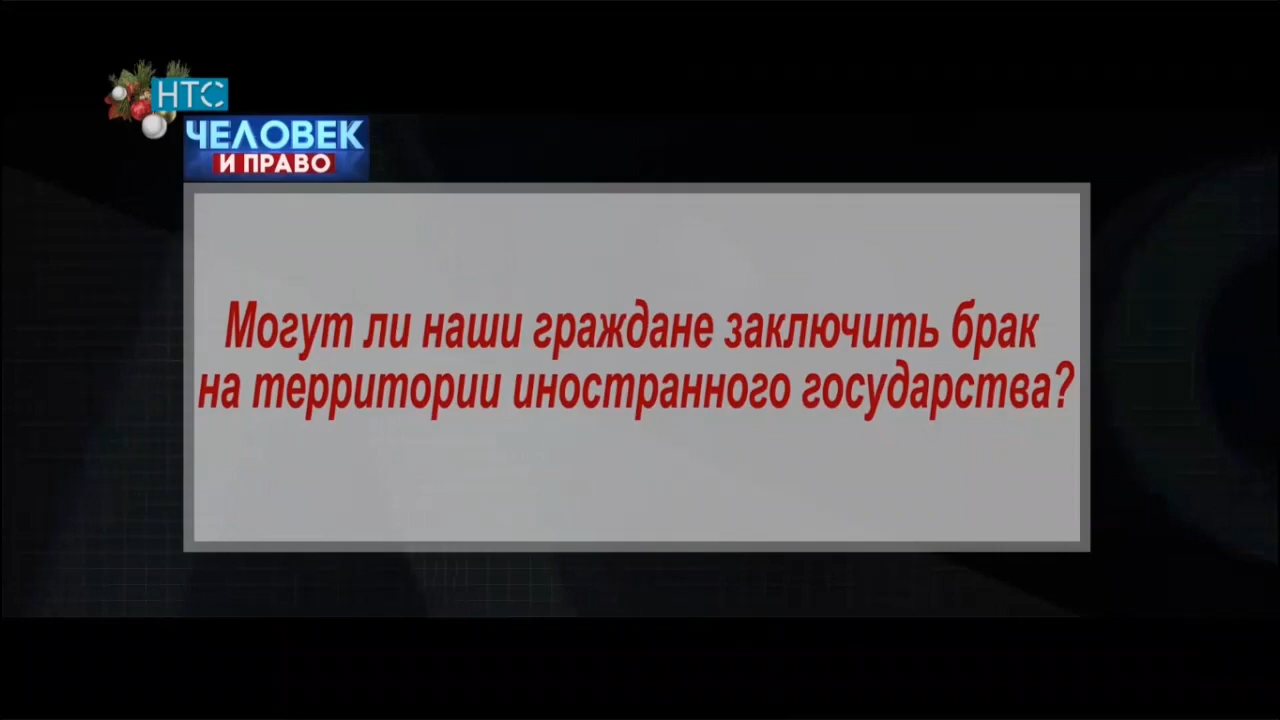 НТС
ЧЕЛОВЕК
И ПРАВО
Могут ли наши граждане заключить брак
на территории иностранного государства?